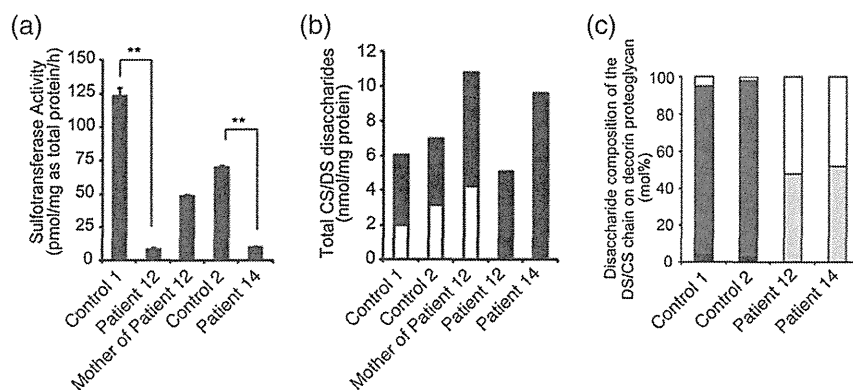 (a)
Sulfotransferase Activity
(pmol/mg as total protein/h)
150
125
100
75
50
25
0
**
**
Control 1
Patient 12
Mother of Patient 12
Control 2
Patient 14
(b)
Total CS/DS disaccharides
(nmol/mg protein)
12
10
8
6
4
2
0
Control 1
Control 2
Mother of Patient 12
Patient 12
Patient 14
(c)
Disaccharide composition of the
DS/CS chain on decorin proteoglycan
(mol%)
100
80
60
40
20
0
Control 1
Control 2
Patient 12
Patient 14